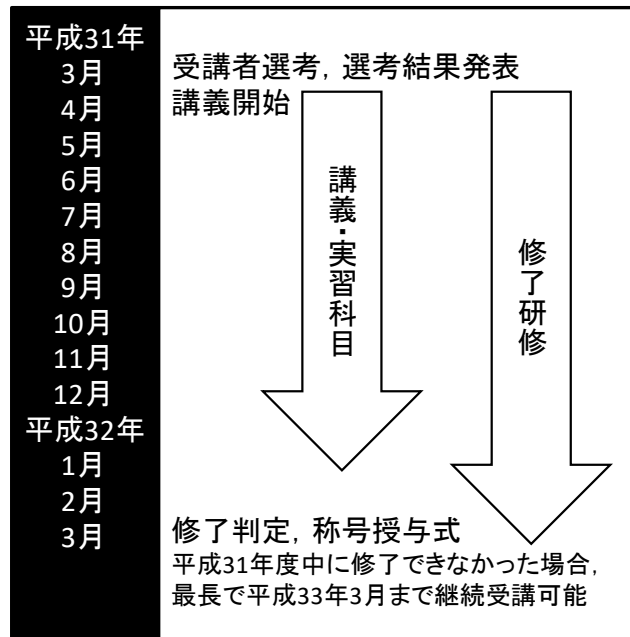 平成31年
3月
4月
5月
6月
7月
8月
9月
10月
11月
12月
平成32年
1月
2月
3月
受講者選考，選考結果発表
講義開始
講義・実習科目
修了研修
修了判定，称号授与式
平成31年度中に修了できなかった場合，
最長で平成33年3月まで継続受講可能